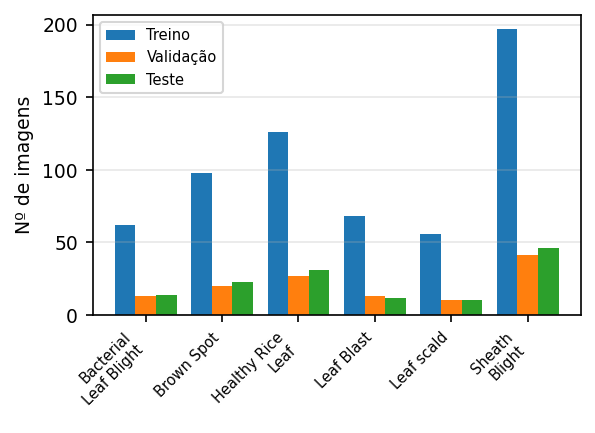 Treino
Validação
Teste
Nº de imagens
200
150
100
50
0
Bacterial
Leaf Blight
Brown Spot
Healthy Rice
Leaf
Leaf Blast
Leaf scald
Sheath
Blight